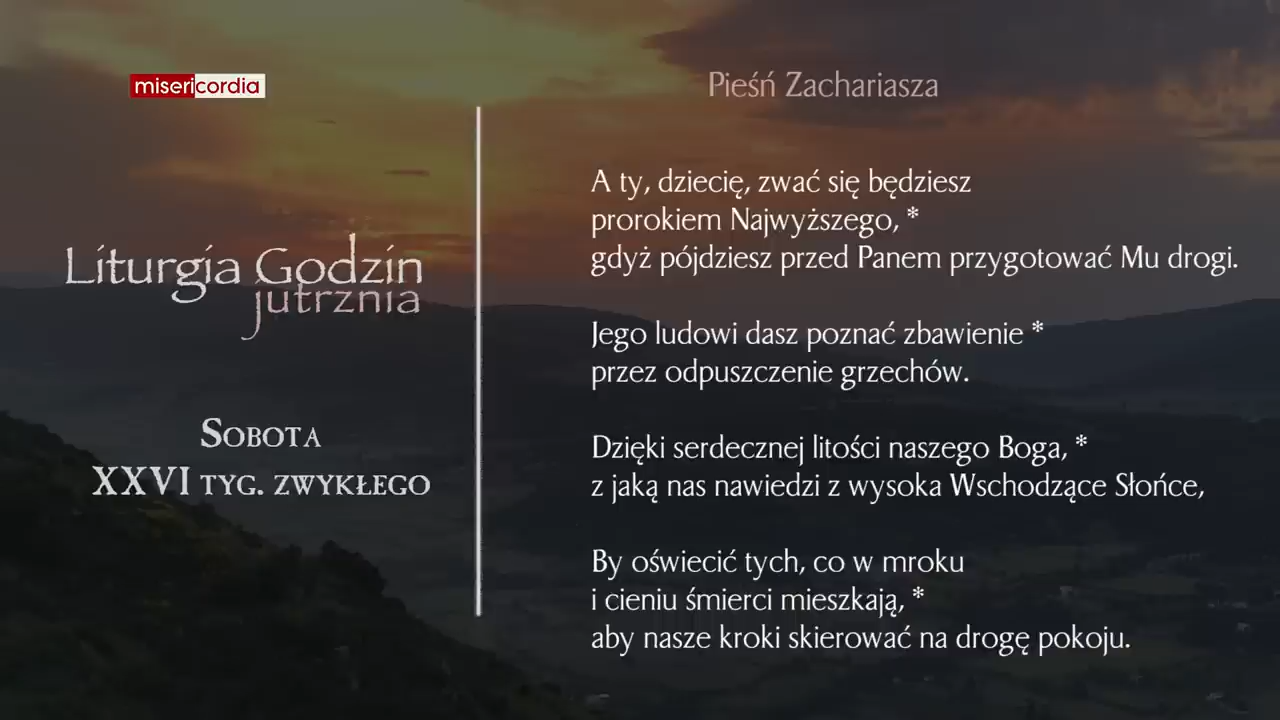 misericordia
Liturgia Godzin
jutrznia
Sobota
XXVI tyg. zwykłego
Pieśń Zachariasza
A ty, dziecię, zwać się będziesz
prorokiem Najwyższego, *
gdyż pójdziesz przed Panem przygotować Mu drogi.
Jego ludowi dasz poznać zbawienie *
przez odpuszczenie grzechów.
Dzięki serdecznej litości naszego Boga, *
z jaką nas nawiedzi z wysoka Wschodzące Słońce,
By oświecić tych, co w mroku
i cieniu śmierci mieszkają, *
aby nasze kroki skierować na drogę pokoju.